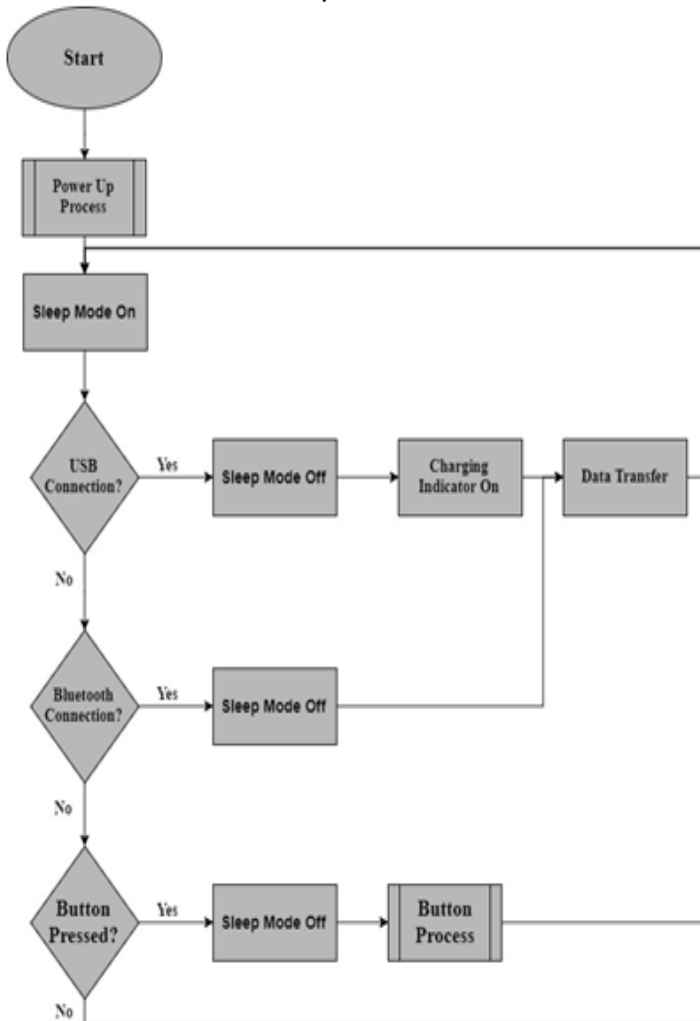 Start
Power Up
Process
Sleep Mode On
USB
Connection?
Yes
Sleep Mode Off
Charging
Indicator On
Data Transfer
No
Bluetooth
Connection?
Yes
Sleep Mode Off
No
Button
Pressed?
Yes
Sleep Mode Off
Button
Process
No